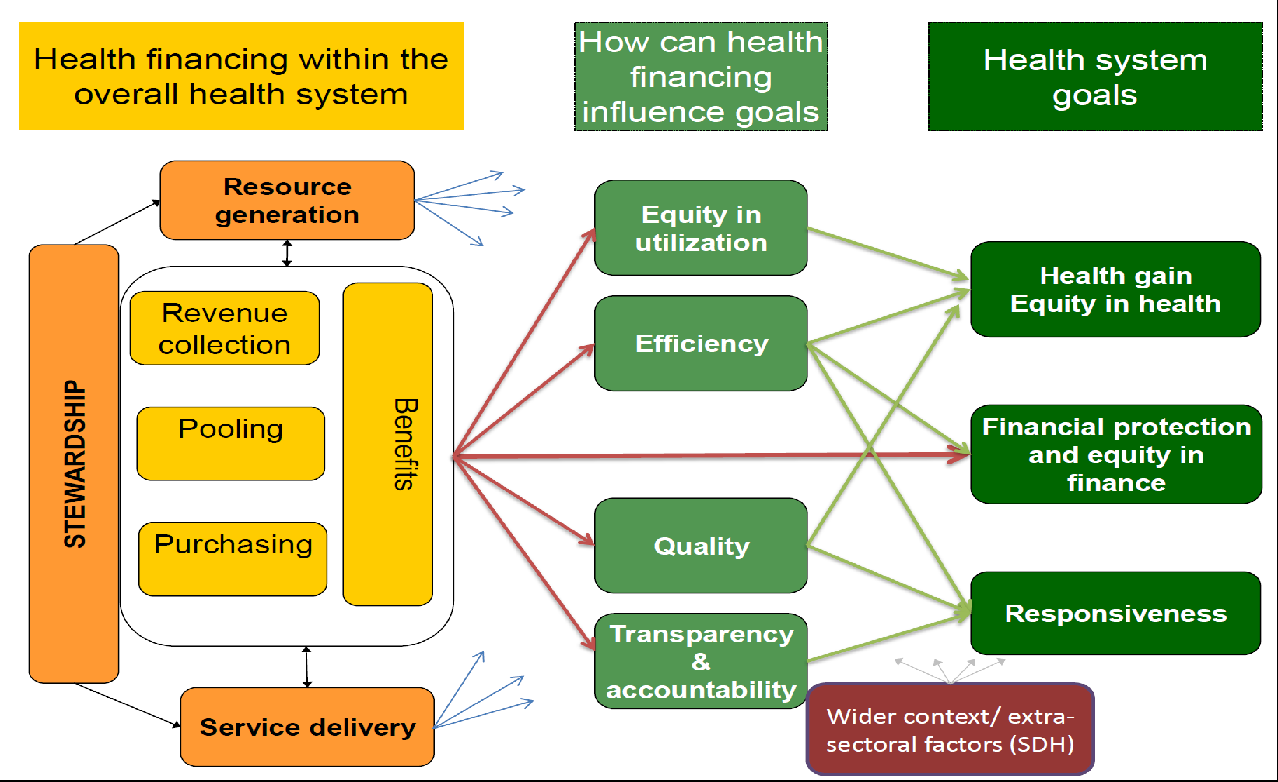 Health financing within the
overall health system
How can health
financing
influence goals
Health system
goals
Resource
generation
STEWARDSHIP
Revenue
collection
Pooling
Purchasing
Benefits
Service delivery
Equity in
utilization
Efficiency
Quality
Transparency
&
accountability
Health gain
Equity in health
Financial protection
and equity in
finance
Responsiveness
Wider context/ extra-
sectoral factors (SDH)